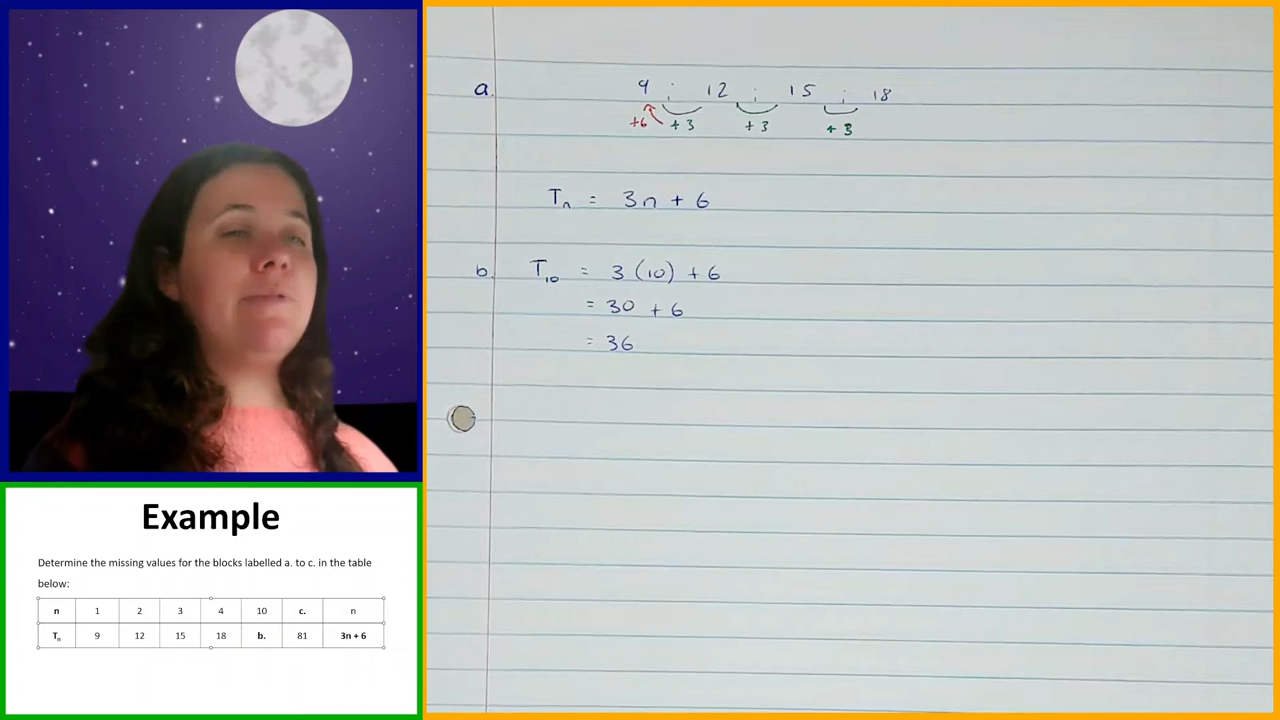 a. 9 ; 12 ; 15 ; 18
+6 +3 +3 +3
Tn = 3n + 6
b. T10 = 3(10) + 6
= 30 + 6
= 36
Example
Determine the missing values for the blocks labelled a. to c. in the table
below:
n 1 2 3 4 10 c. n
Tn 9 12 15 18 b. 81 3n + 6